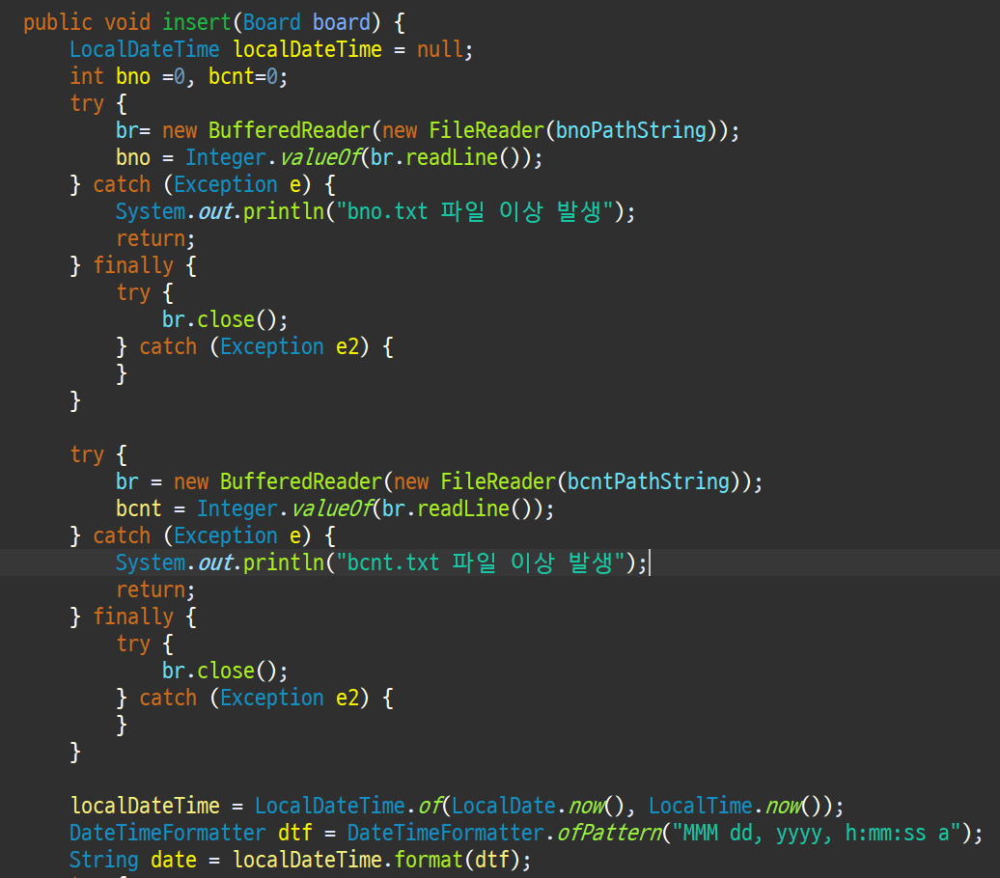 public void insert(Board board) {
LocalDateTime localDateTime = null;
int bno =0, bcnt=0;
try {
br= new BufferedReader(new FileReader(bnoPathString));
bno = Integer.valueOf(br.readLine());
} catch (Exception e) {
System.out.println("bno.txt 파일 이상 발생");
return;
} finally {
try {
br.close();
} catch (Exception e2) {
}
}
try {
br = new BufferedReader(new FileReader(bcntPathString));
bcnt = Integer.valueOf(br.readLine());
} catch (Exception e) {
System.out.println("bcnt.txt 파일 이상 발생");
return;
} finally {
try {
br.close();
} catch (Exception e2) {
}
}
localDateTime = LocalDateTime.of(LocalDate.now(), LocalTime.now());
DateTimeFormatter dtf = DateTimeFormatter.ofPattern("MMM dd, yyyy, h:mm:ss a");
String date = localDateTime.format(dtf);